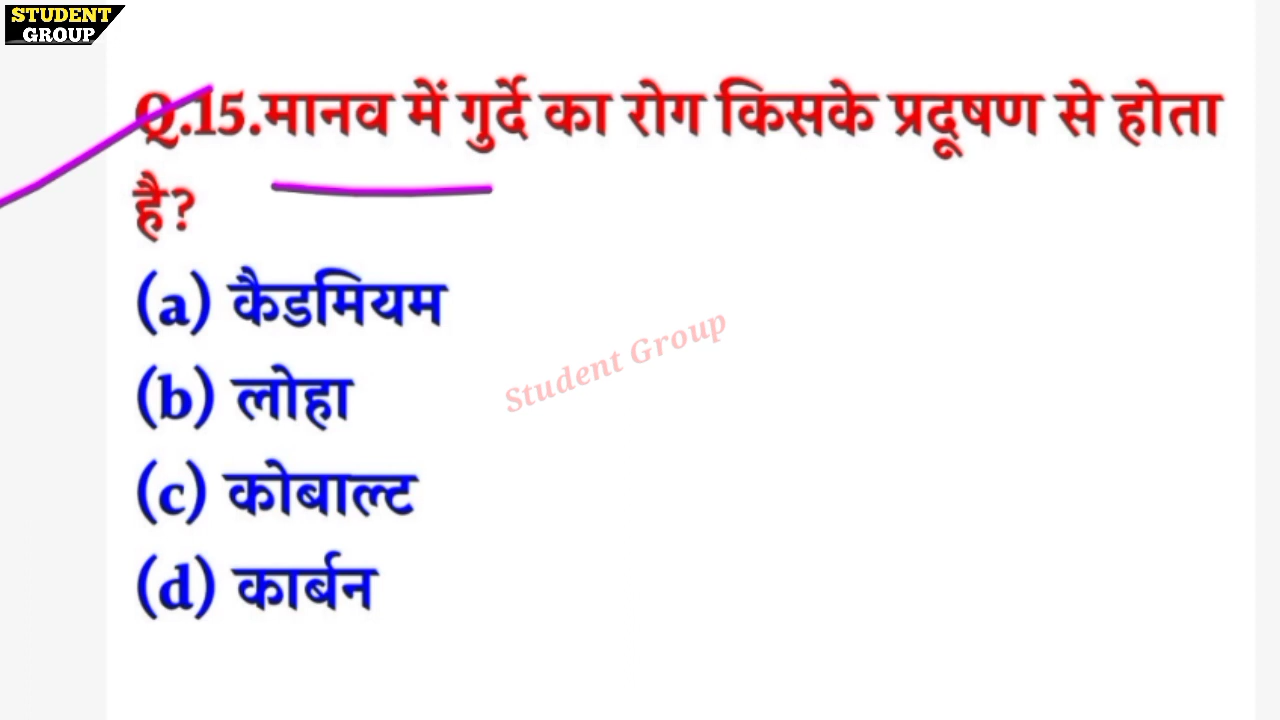 STUDENT
GROUP
Q.15.मानव में गुर्दे का रोग किसके प्रदूषण से होता
है?
(a) कैडमियम
(b) लोहा
(c) कोबाल्ट
(d) कार्बन
Student Group